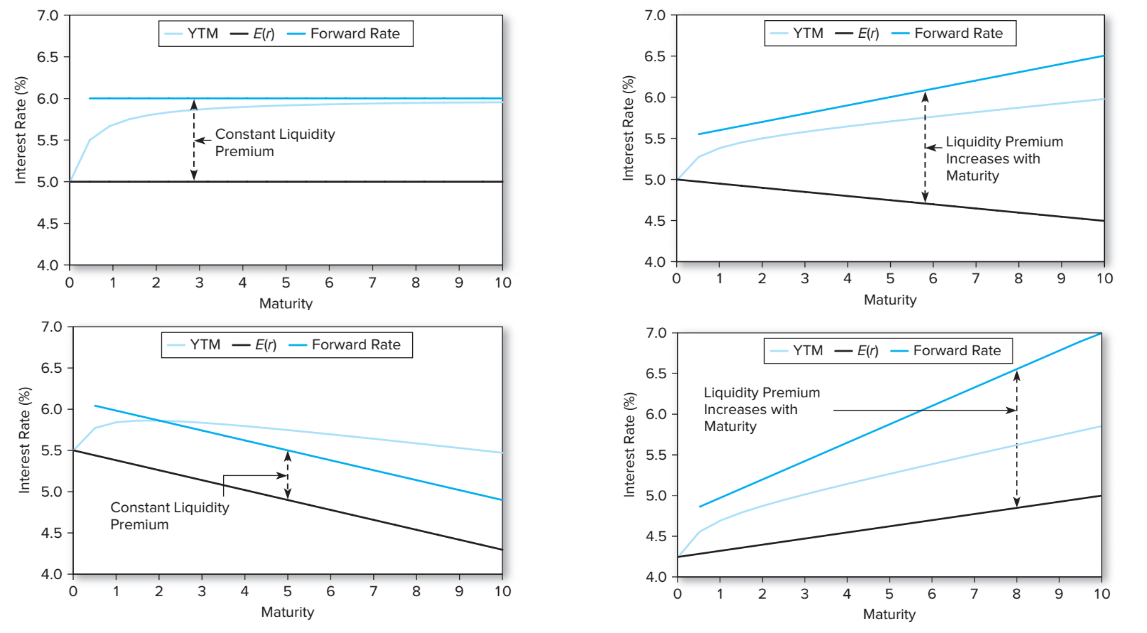 7.0
6.5
6.0
5.5
5.0
4.5
4.0
Interest Rate (%)
YTM E(r) Forward Rate
Constant Liquidity
Premium
0 1 2 3 4 5 6 7 8 9 10
Maturity
7.0
6.5
6.0
5.5
5.0
4.5
4.0
Interest Rate (%)
YTM E(r) Forward Rate
Liquidity Premium
Increases with
Maturity
0 1 2 3 4 5 6 7 8 9 10
Maturity
7.0
6.5
6.0
5.5
5.0
4.5
4.0
Interest Rate (%)
YTM E(r) Forward Rate
Constant Liquidity
Premium
0 1 2 3 4 5 6 7 8 9 10
Maturity
7.0
6.5
6.0
5.5
5.0
4.5
4.0
Interest Rate (%)
YTM E(r) Forward Rate
Liquidity Premium
Increases with
Maturity
0 1 2 3 4 5 6 7 8 9 10
Maturity